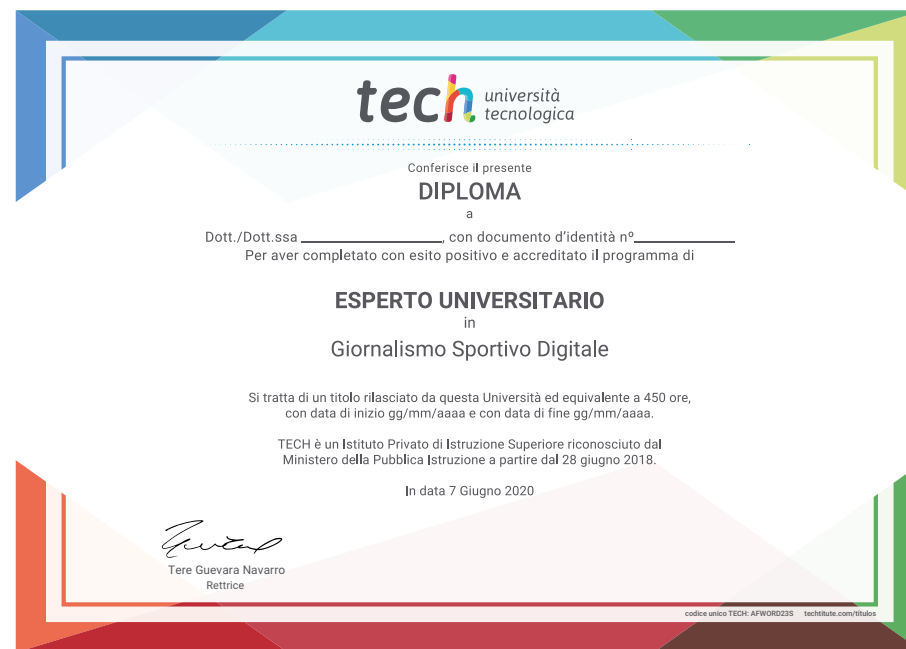 tech università
tecnologica
Conferisce il presente
DIPLOMA
a
Dott./Dott.ssa ____________________, con documento d'identità nº______________
Per aver completato con esito positivo e accreditato il programma di
ESPERTO UNIVERSITARIO
in
Giornalismo Sportivo Digitale
Si tratta di un titolo rilasciato da questa Università ed equivalente a 450 ore,
con data di inizio gg/mm/aaaa e con data di fine gg/mm/aaaa.
TECH è un Istituto Privato di Istruzione Superiore riconosciuto dal
Ministero della Pubblica Istruzione a partire dal 28 giugno 2018.
In data 7 Giugno 2020
Tere Guevara Navarro
Rettrice
codice unico TECH: AFWORD23S techtitute.com/titulos